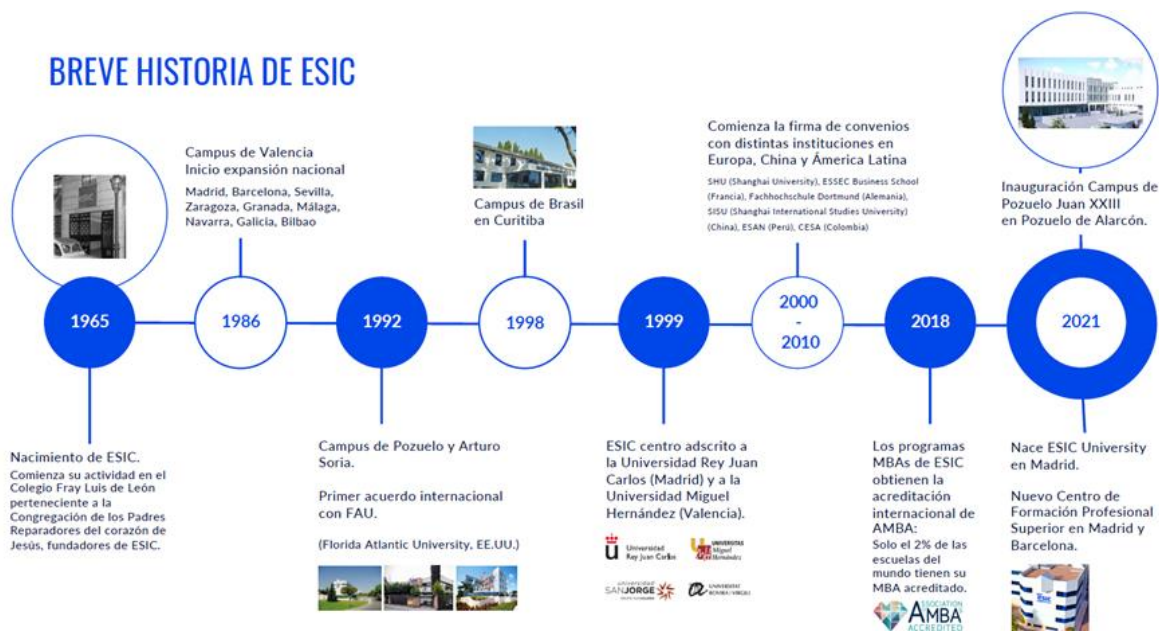 BREVE HISTORIA DE ESIC
Campus de Valencia
Inicio expansión nacional
Madrid, Barcelona, Sevilla,
Zaragoza, Granada, Málaga,
Navarra, Galicia, Bilbao
Campus de Brasil
en Curitiba
Comienza la firma de convenios
con distintas instituciones en
Europa, China y Ámerica Latina
SHU (Shanghai University), ESSEC Business School
(Francia), Fachhochschule Dortmund (Alemania),
SISU (Shanghai International Studies University)
(China), ESAN (Perú), CESA (Colombia)
Inauguración Campus de
Pozuelo Juan XXIII
en Pozuelo de Alarcón.
1965
1986
1992
1998
1999
2000
-
2010
2018
2021
Nacimiento de ESIC.
Comienza su actividad en el
Colegio Fray Luis de León
perteneciente a la
Congregación de los Padres
Reparadores del corazón de
Jesús, fundadores de ESIC.
Campus de Pozuelo y Arturo
Soria.
Primer acuerdo internacional
con FAU.
(Florida Atlantic University, EE.UU.)
ESIC centro adscrito a
la Universidad Rey Juan
Carlos (Madrid) y a la
Universidad Miguel
Hernández (Valencia).
Universidad
Rey Juan Carlos
UNIVERSITAS
Miguel
Hernández
universidad
SANJORGE
UNIVERSITAT
ROVIRA i VIRGILI
Los programas
MBAs de ESIC
obtienen la
acreditación
internacional de
AMBA:
Solo el 2% de las
escuelas del
mundo tienen su
MBA acreditado.
ASSOCIATION
AMBA
ACCREDITED
Nace ESIC University
en Madrid.
Nuevo Centro de
Formación Profesional
Superior en Madrid y
Barcelona.
ESIC